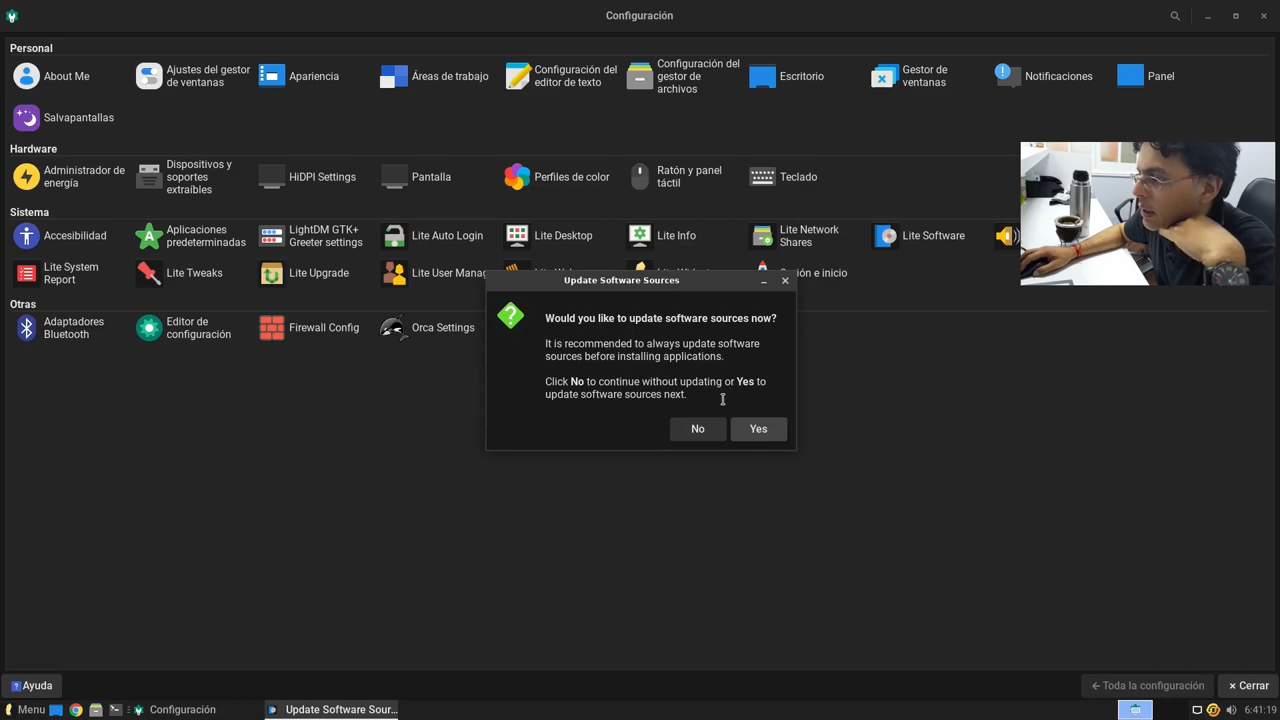 Configuración
Personal
About Me
Ajustes del gestor
de ventanas
Apariencia
Áreas de trabajo
Configuración del
editor de texto
Configuración del
gestor de
archivos
Escritorio
Gestor de
ventanas
Notificaciones
Panel
Salvapantallas
Hardware
Administrador de
energía
Dispositivos y
soportes
extraíbles
HiDPI Settings
Pantalla
Perfiles de color
Ratón y panel
táctil
Teclado
Sistema
Accesibilidad
Aplicaciones
predeterminadas
LightDM GTK+
Greeter settings
Lite Auto Login
Lite Desktop
Lite Info
Lite Network
Shares
Lite Software
Lite System
Report
Lite Tweaks
Lite Upgrade
Lite User Manag
Otras
Adaptadores
Bluetooth
Editor de
configuración
Firewall Config
Orca Settings
Update Software Sources
Would you like to update software sources now?
It is recommended to always update software
sources before installing applications.
Click No to continue without updating or Yes to
update software sources next.
No
Yes
Ayuda
Toda la configuración
Cerrar
Menu
Configuración
Update Software Sour...
6:41:19